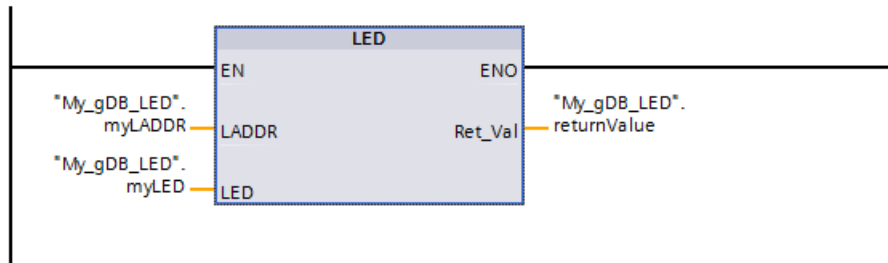 LED
EN ENO
"My_gDB_LED".
myLADDR LADDR
Ret_Val "My_gDB_LED".
returnValue
"My_gDB_LED".
myLED LED